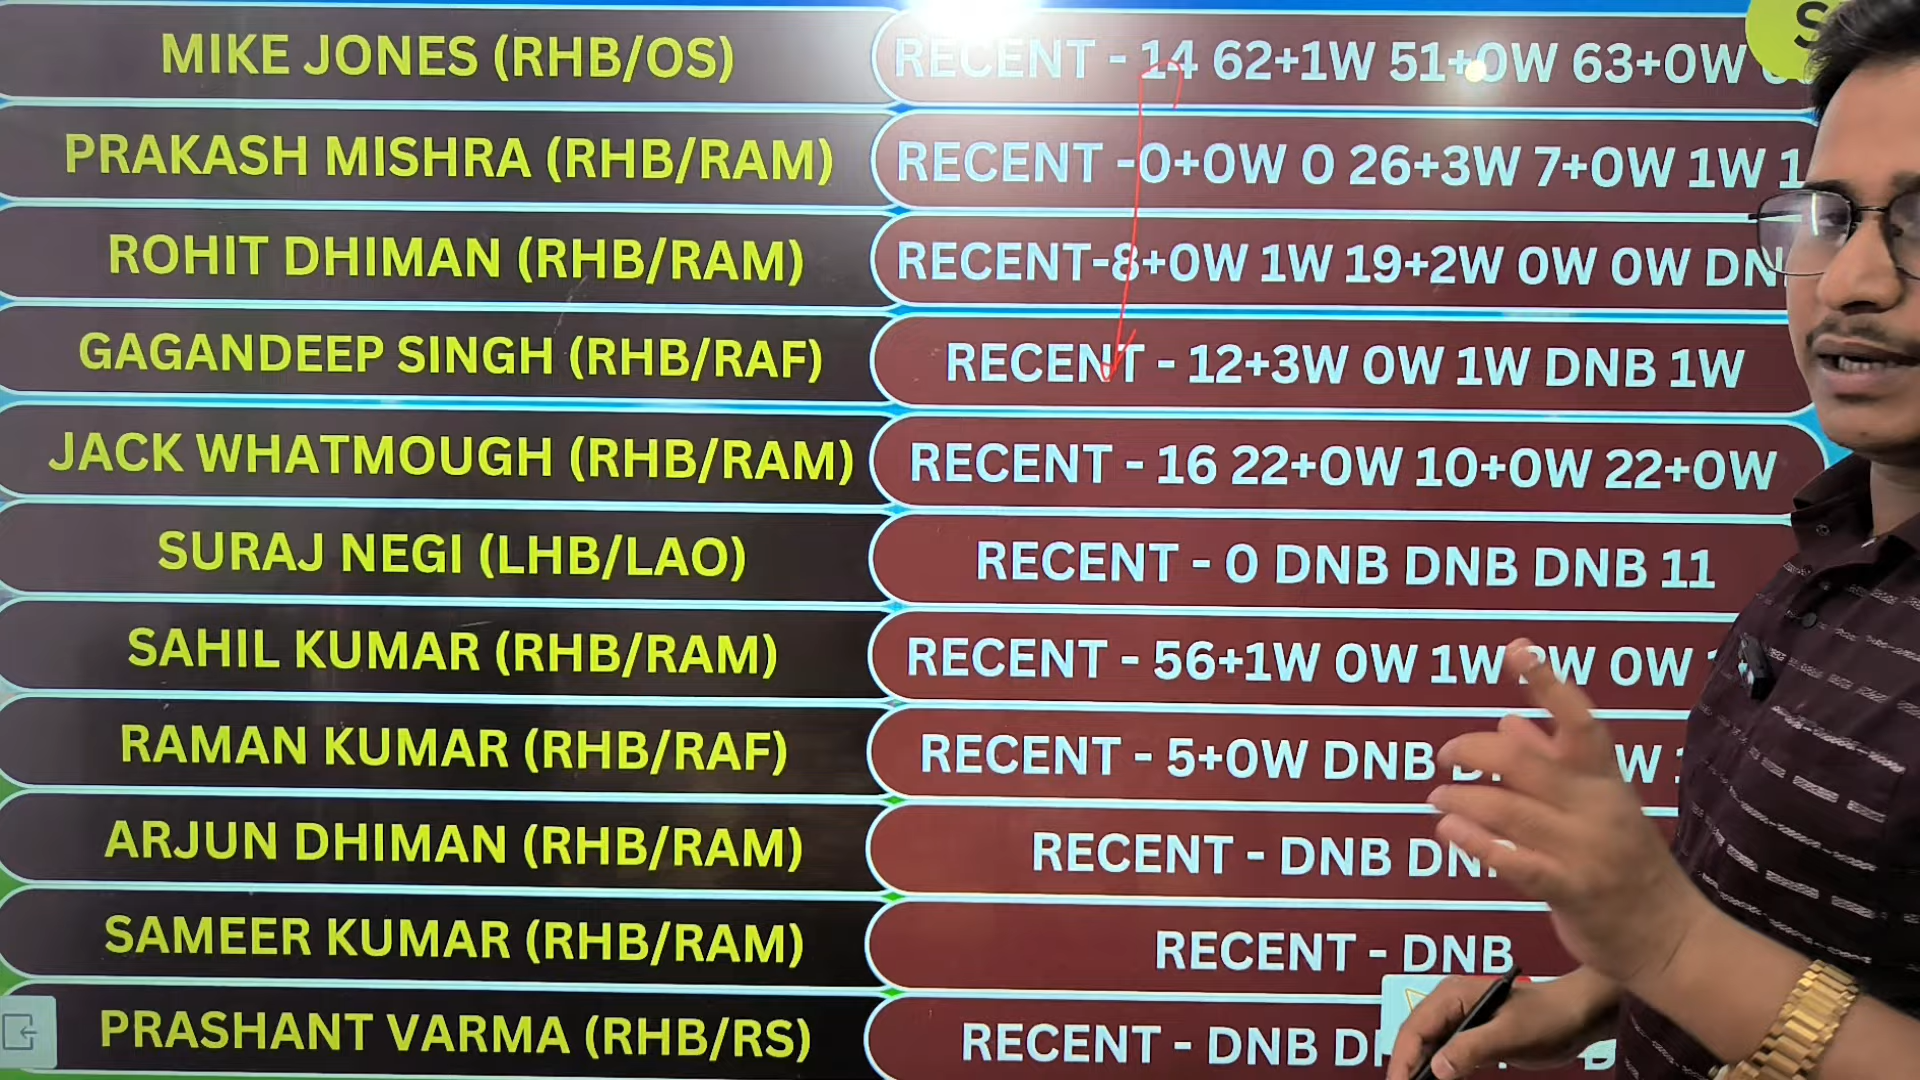 MIKE JONES (RHB/OS) RECENT - 14 62+1W 51+0W 63+0W
PRAKASH MISHRA (RHB/RAM) RECENT -0+0W 0 26+3W 7+0W 1W 1
ROHIT DHIMAN (RHB/RAM) RECENT-8+0W 1W 19+2W 0W 0W DN
GAGANDEEP SINGH (RHB/RAF) RECENT - 12+3W 0W 1W DNB 1W
JACK WHATMOUGH (RHB/RAM) RECENT - 16 22+0W 10+0W 22+0W
SURAJ NEGI (LHB/LAO) RECENT - 0 DNB DNB DNB 11
SAHIL KUMAR (RHB/RAM) RECENT - 56+1W 0W 1W 2W 0W
RAMAN KUMAR (RHB/RAF) RECENT - 5+0W DNB
ARJUN DHIMAN (RHB/RAM) RECENT - DNB
SAMEER KUMAR (RHB/RAM) RECENT - DNB
PRASHANT VARMA (RHB/RS) RECENT - DNB